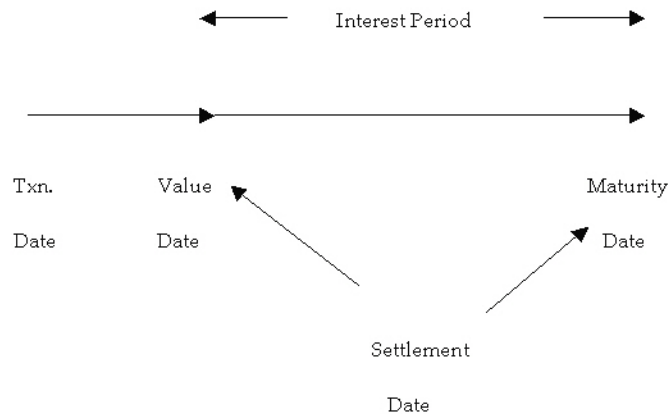 Interest Period
Txn. Value Maturity
Date Date Date
Settlement
Date